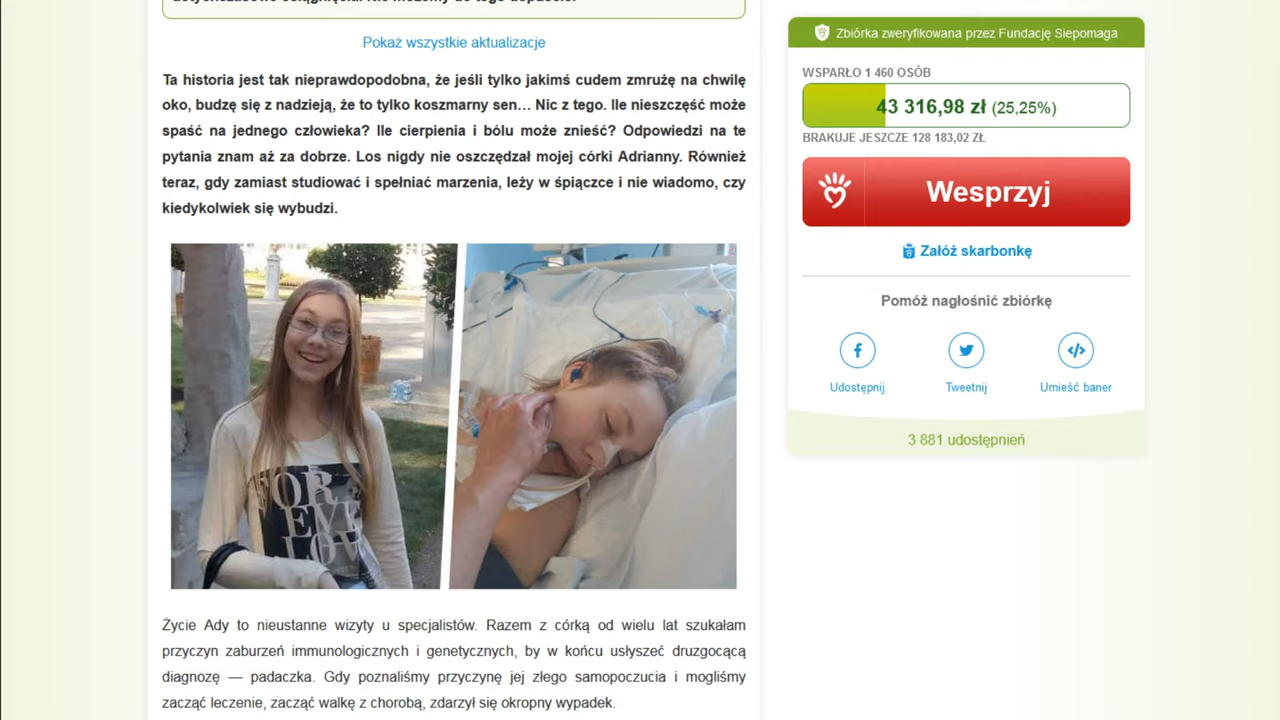 Pokaż wszystkie aktualizacje
Ta historia jest tak nieprawdopodobna, że jeśli tylko jakimś cudem zmrużę na chwilę
oko, budzę się z nadzieją, że to tylko koszmarny sen… Nic z tego. Ile nieszczęść może
spaść na jednego człowieka? Ile cierpienia i bólu może znieść? Odpowiedzi na te
pytania znam aż za dobrze. Los nigdy nie oszczędzał mojej córki Adrianny. Również
teraz, gdy zamiast studiować i spełniać marzenia, leży w śpiączce i nie wiadomo, czy
kiedykolwiek się wybudzi.
Życie Ady to nieustanne wizyty u specjalistów. Razem z córką od wielu lat szukałam
przyczyn zaburzeń immunologicznych i genetycznych, by w końcu usłyszeć druzgocącą
diagnozę — padaczka. Gdy poznaliśmy przyczynę jej złego samopoczucia i mogliśmy
zacząć leczenie, zacząć walkę z chorobą, zdarzył się okropny wypadek.
Zbiórka zweryfikowana przez Fundację Siepomaga
WSPARŁO 1 460 OSÓB
43 316,98 zł (25,25%)
BRAKUJE JESZCZE 128 183,02 ZŁ
Wesprzyj
Załóż skarbonkę
Pomóż nagłośnić zbiórkę
Udostępnij
Tweetnij
Umieść baner
3 881 udostępnień